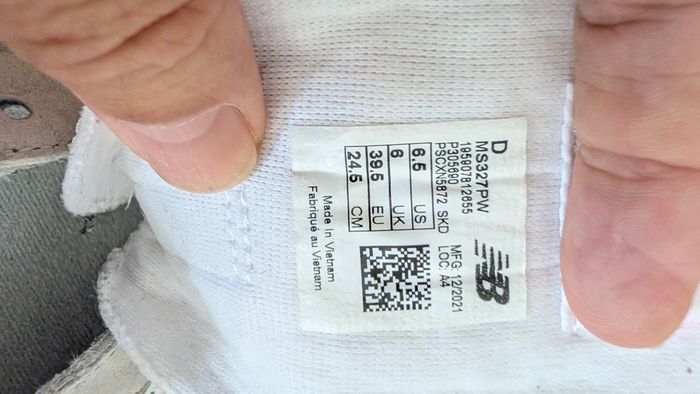 D
MS327PW
195907812655
P305690
PSCXN5872 SKD
NB
MFG: 12/2021
LOC: A4
6.5 US
6 UK
39.5 EU
24.5 CM
Made In Vietnam
Fabriqué au Vietnam